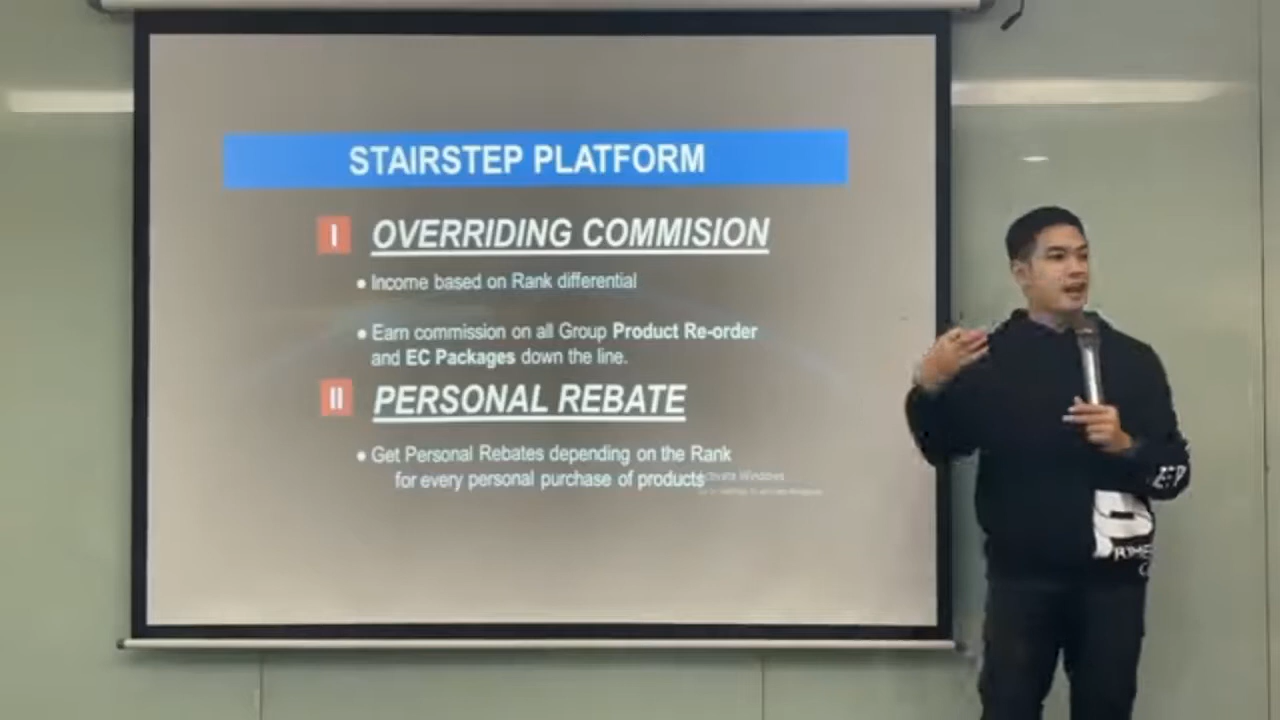 STAIRSTEP PLATFORM
I OVERRIDING COMMISION
• Income based on Rank differential
• Earn commission on all Group Product Re-order
and EC Packages down the line.
II PERSONAL REBATE
• Get Personal Rebates depending on the Rank
for every personal purchase of products
Activate Windows